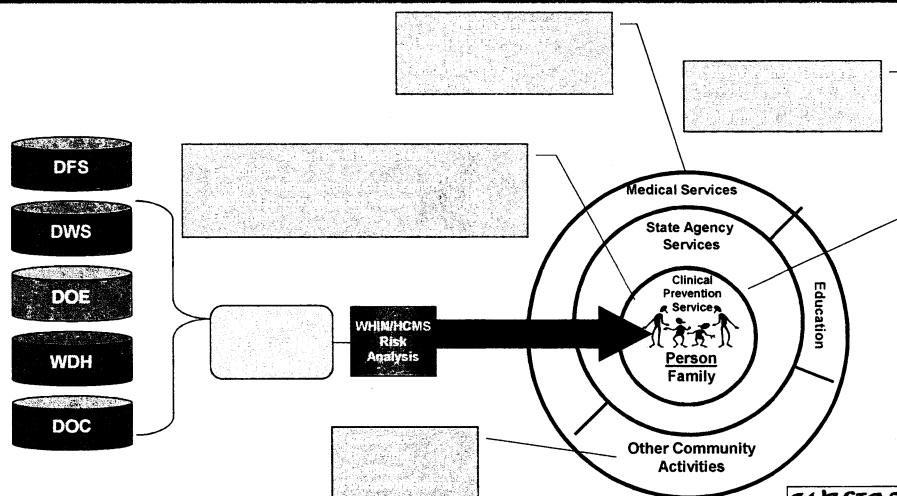 DFS
DWS
DOE
WDH
DOC
WHIN/HCMS
Risk
Analysis
Medical Services
State Agency
Services
Clinical
Prevention
Service
Person
Family
Education
Other Community
Activities